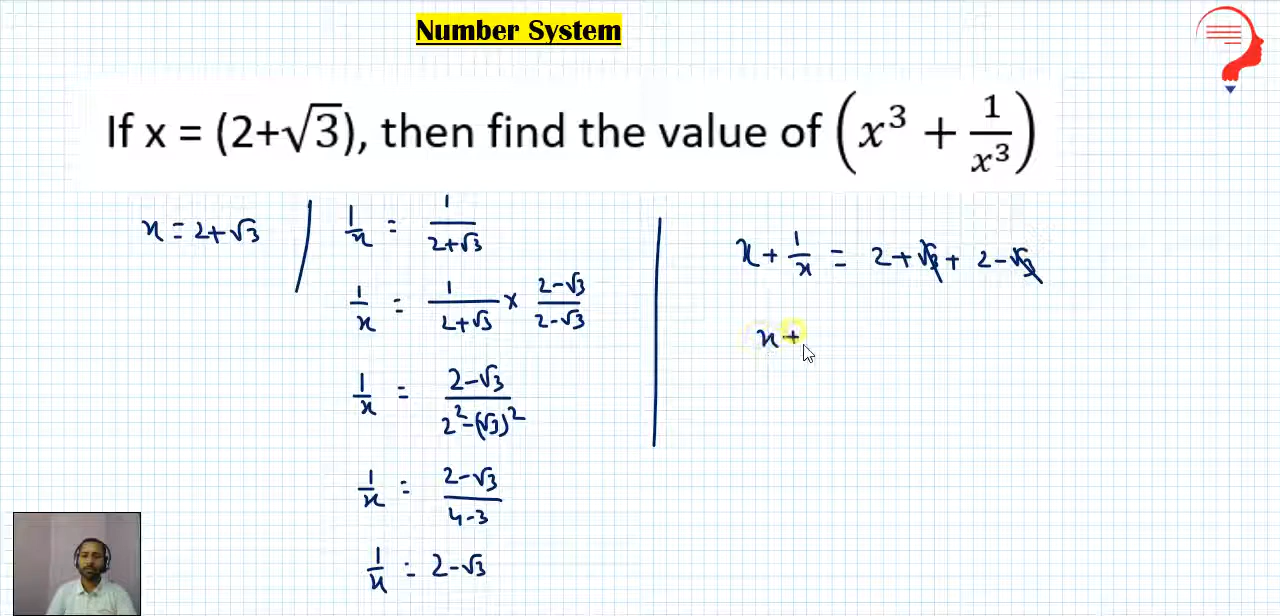 Number System
If x = (2+√3), then find the value of (x³ + 1/x³)
x = 2+√3
1/x = 1/(2+√3)
1/x = 1/(2+√3) × (2-√3)/(2-√3)
1/x = (2-√3)/(2²-(√3)²)
1/x = (2-√3)/(4-3)
1/x = 2-√3
x + 1/x = 2+√3 + 2-√3
x +